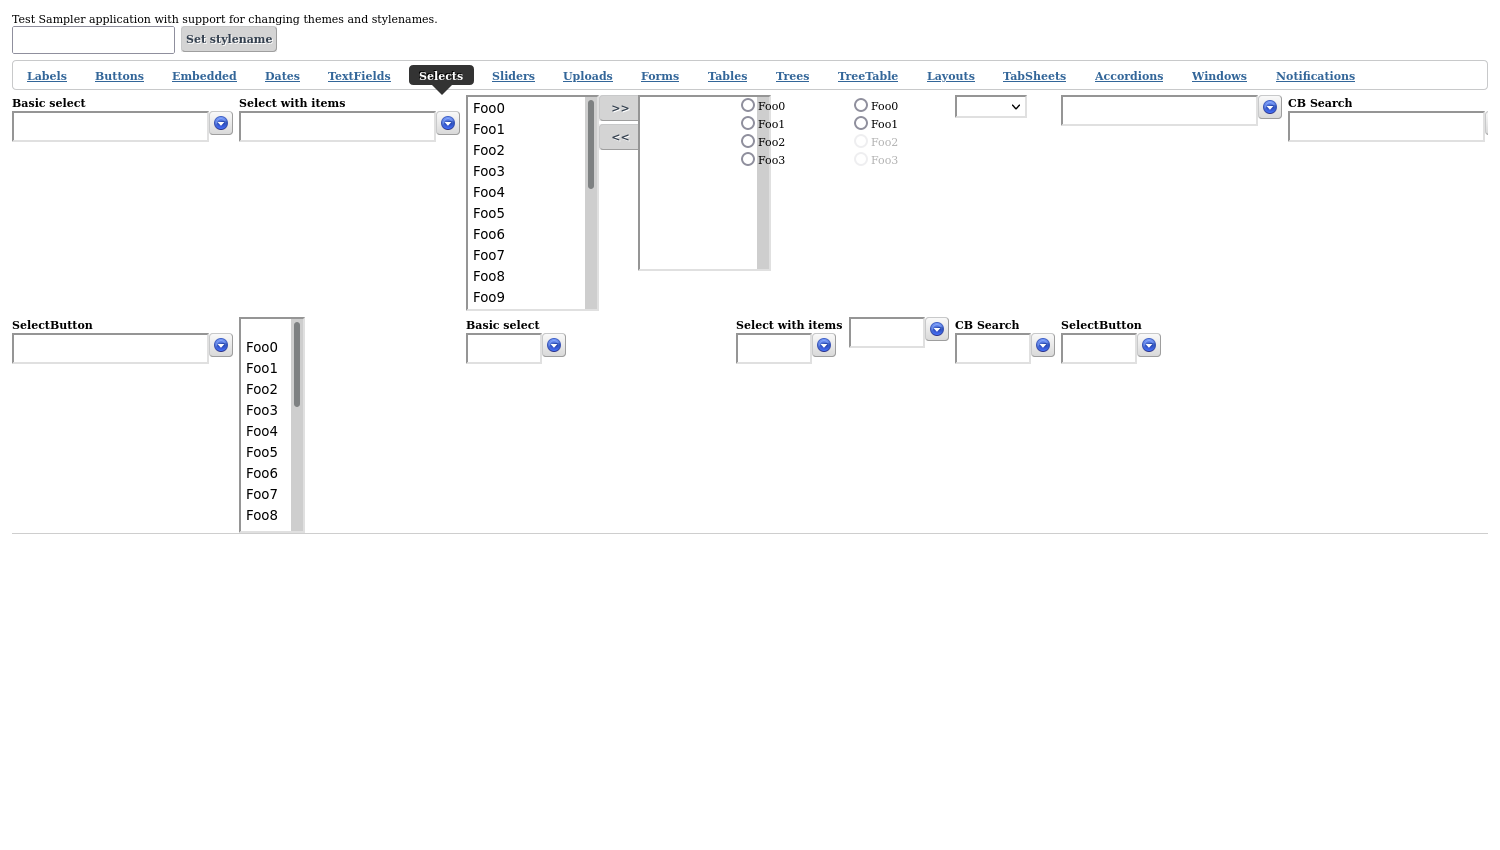 Test Sampler application with support for changing themes and stylenames.
Set stylename
Labels Buttons Embedded Dates TextFields Selects Sliders Uploads Forms Tables Trees TreeTable Layouts TabSheets Accordions Windows Notifications
Basic select
Select with items
Foo0
Foo1
Foo2
Foo3
Foo4
Foo5
Foo6
Foo7
Foo8
Foo9
>>
<<
Foo0
Foo1
Foo2
Foo3
Foo0
Foo1
Foo2
Foo3
CB Search
SelectButton
Foo0
Foo1
Foo2
Foo3
Foo4
Foo5
Foo6
Foo7
Foo8
Basic select
Select with items
CB Search
SelectButton